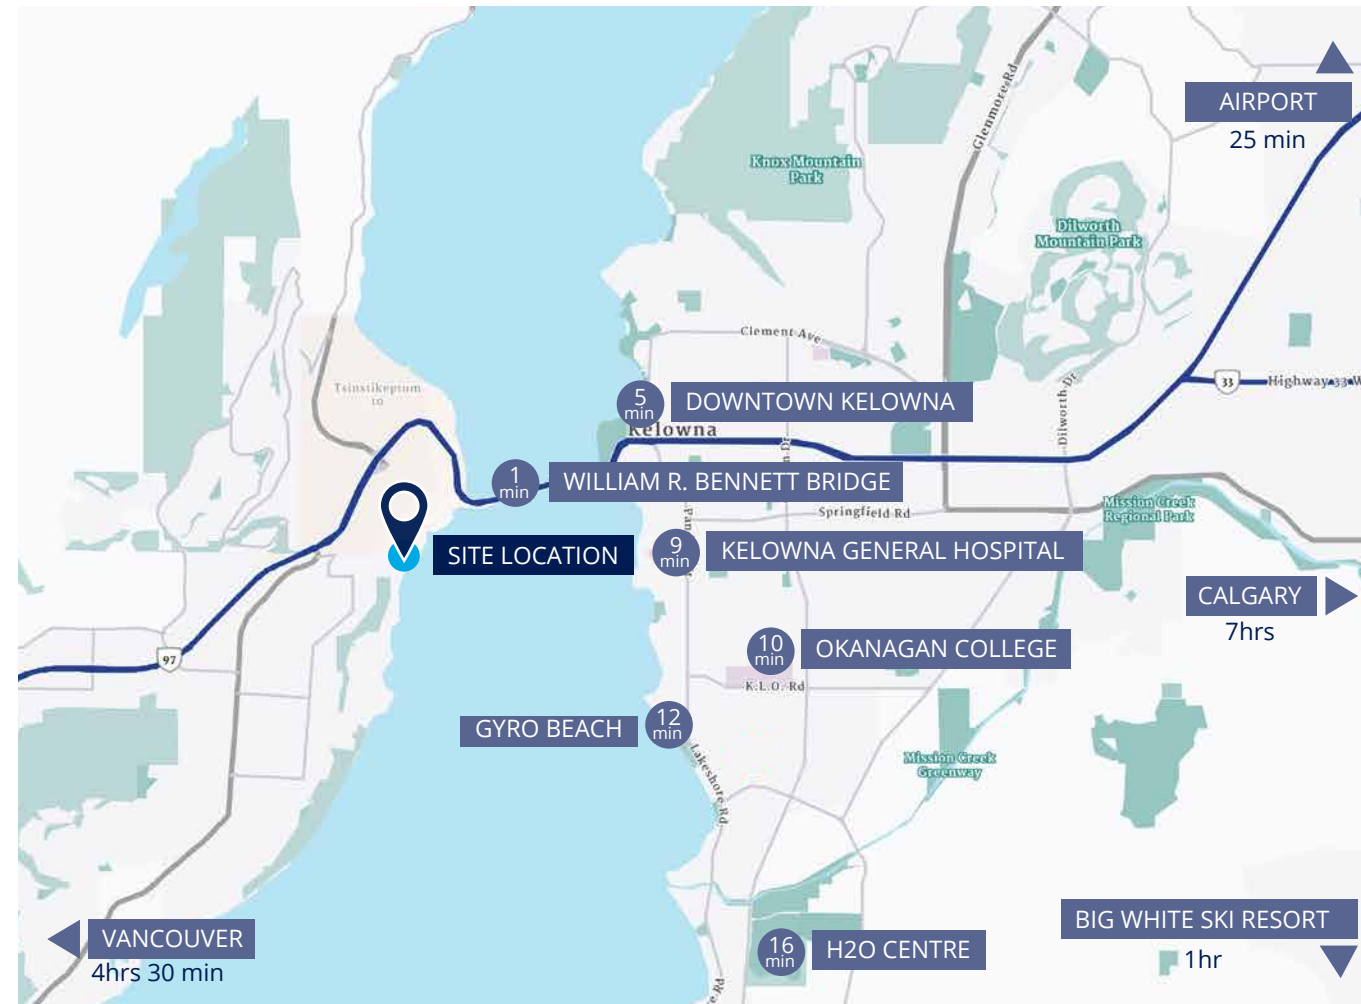 AIRPORT
25 min
Glenmore Rd
Knox Mountain
Park
Dilworth
Mountain Park
Clement Ave
Tsinstikeptum
10
33
Highway 33 W
Dilworth Dr
5
min
DOWNTOWN KELOWNA
Kelowna
1
min
WILLIAM R. BENNETT BRIDGE
Springfield Rd
Mission Creek
Regional Park
SITE LOCATION
9
min
KELOWNA GENERAL HOSPITAL
CALGARY
7hrs
97
10
min
OKANAGAN COLLEGE
K.L.O. Rd
GYRO BEACH
12
min
Lakeshore Rd
Mission Creek
Greenway
VANCOUVER
4hrs 30 min
16
min
H2O CENTRE
BIG WHITE SKI RESORT
1hr
Rd